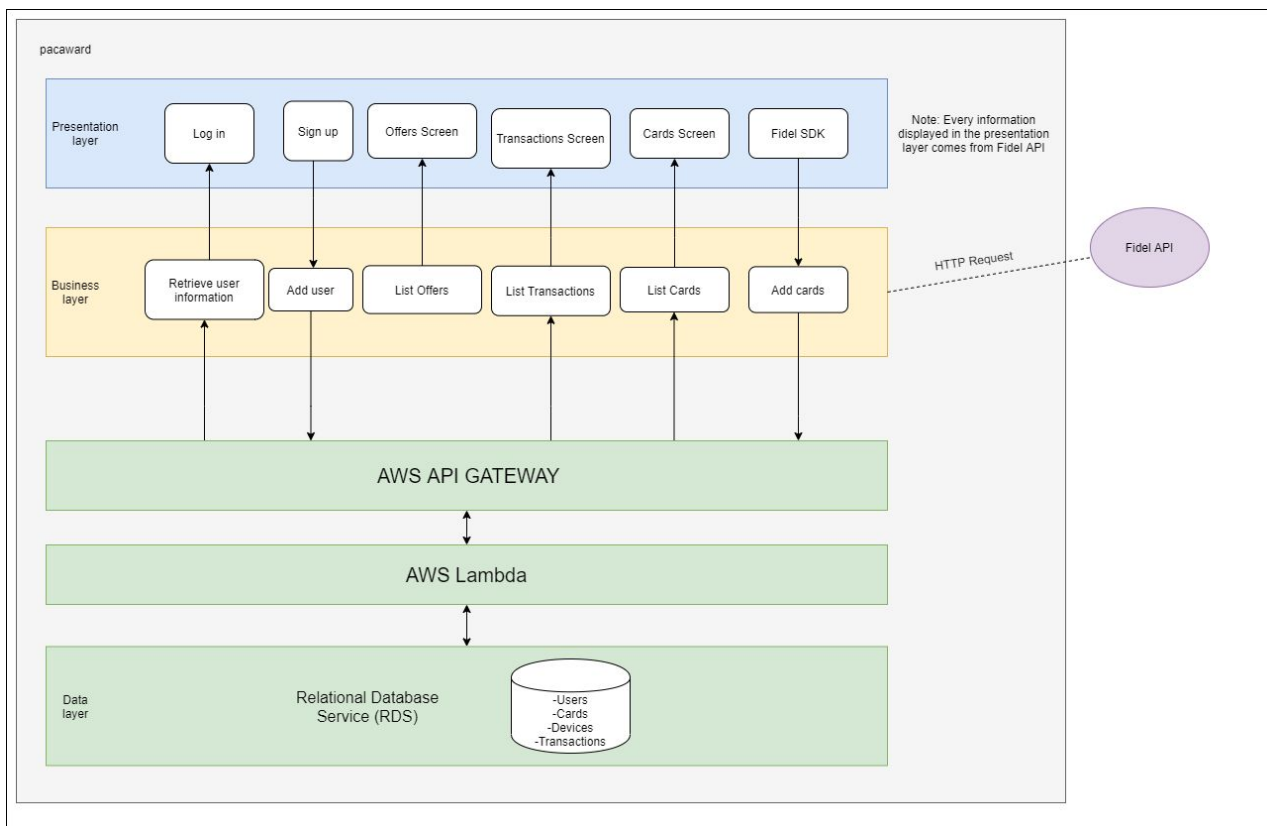 pacaward
Presentation
layer
Log in
Sign up
Offers Screen
Transactions Screen
Cards Screen
Fidel SDK
Note: Every information
displayed in the presentation
layer comes from Fidel API
Business
layer
Retrieve user
information
Add user
List Offers
List Transactions
List Cards
Add cards
HTTP Request
Fidel API
AWS API GATEWAY
AWS Lambda
Data
layer
Relational Database
Service (RDS)
-Users
-Cards
-Devices
-Transactions